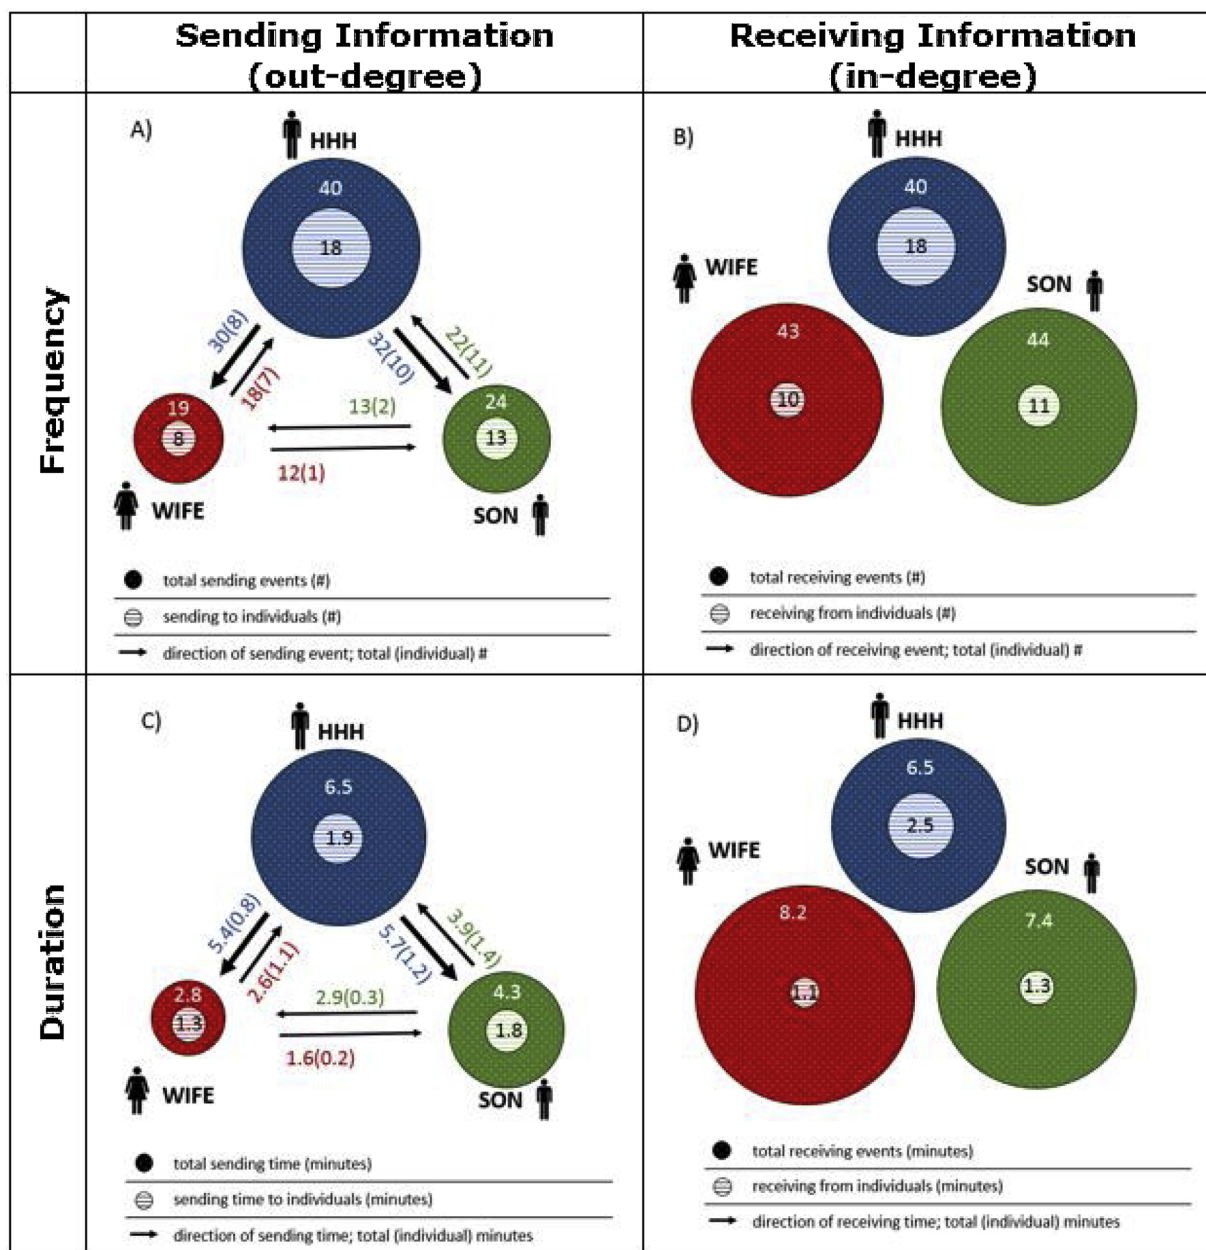 Sending Information
(out-degree)
Receiving Information
(in-degree)
Frequency
A)
HHH
40
18
30(8)
18(7)
32(10)
22(11)
13(2)
12(1)
19
8
24
13
WIFE
SON
total sending events (#)
sending to individuals (#)
direction of sending event; total (individual) #
B)
HHH
40
18
WIFE
SON
43
10
44
11
total receiving events (#)
receiving from individuals (#)
direction of receiving event; total (individual) #
Duration
C)
HHH
6.5
1.9
5.4(0.8)
2.6(1.1)
5.7(1.2)
3.9(1.4)
2.9(0.3)
1.6(0.2)
2.8
1.3
4.3
1.8
WIFE
SON
total sending time (minutes)
sending time to individuals (minutes)
direction of sending time; total (individual) minutes
D)
HHH
6.5
2.5
WIFE
SON
8.2
1.1
7.4
1.3
total receiving events (minutes)
receiving from individuals (minutes)
direction of receiving time; total (individual) minutes